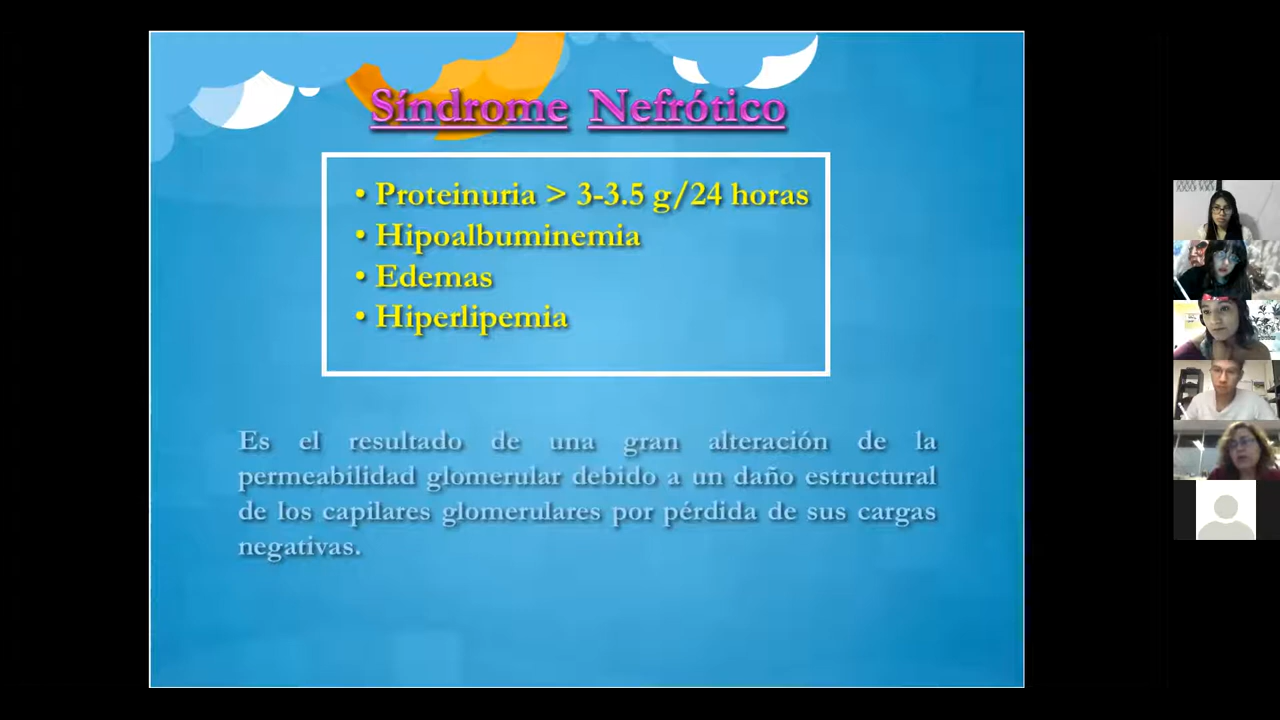 Síndrome Nefrótico
• Proteinuria > 3-3.5 g/24 horas
• Hipoalbuminemia
• Edemas
• Hiperlipemia
Es el resultado de una gran alteración de la
permeabilidad glomerular debido a un daño estructural
de los capilares glomerulares por pérdida de sus cargas
negativas.